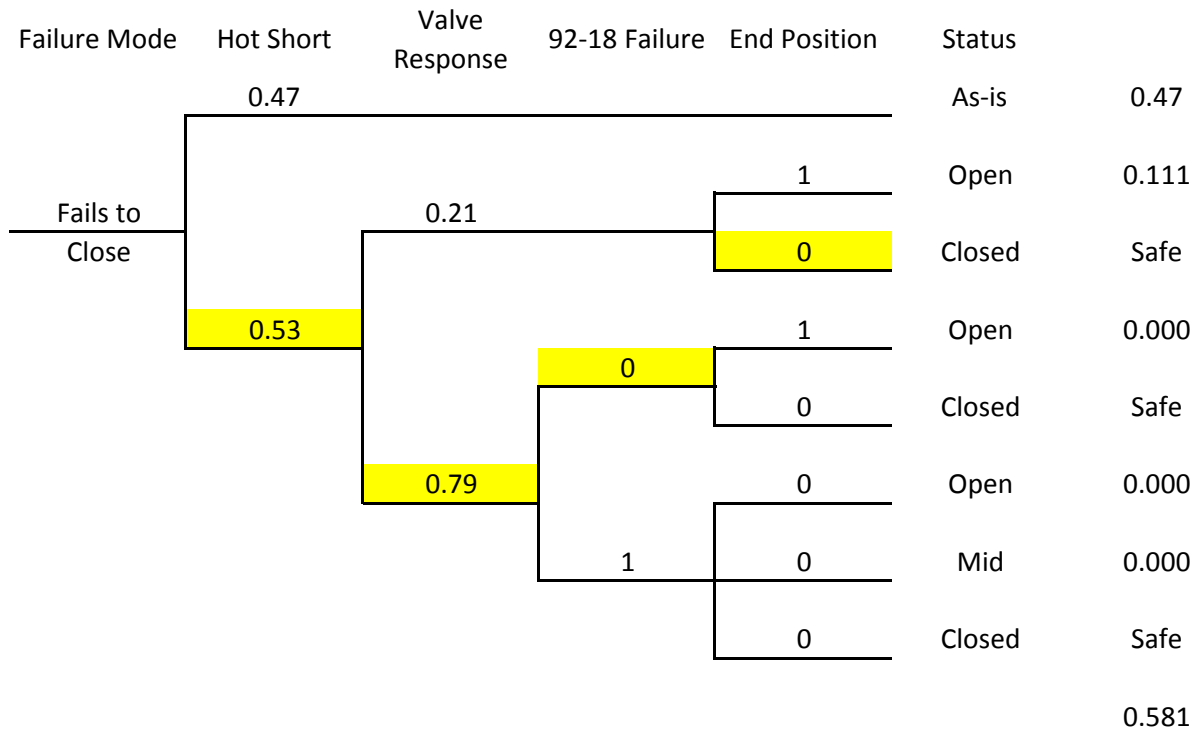 Failure Mode Hot Short Valve Response 92-18 Failure End Position Status
0.47 As-is 0.47
1 Open 0.111
Fails to Close 0.21
0 Closed Safe
0.53 1 Open 0.000
0
0 Closed Safe
0.79 0 Open 0.000
1 0 Mid 0.000
0 Closed Safe
0.581